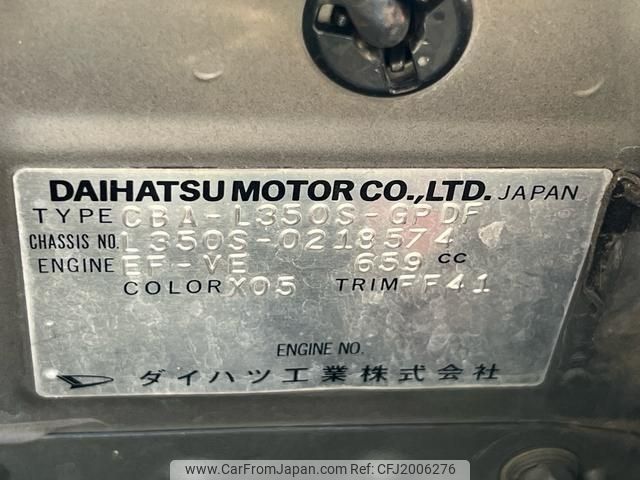 DAIHATSU MOTOR CO.,LTD. JAPAN
TYPE CBA-L350S-GPDF
CHASSIS NO. L350S-0218574
ENGINE EF-VE 659 CC
COLOR X05 TRIM FF41
ENGINE NO.
ダイハツ工業株式会社
www.CarFromJapan.com | Photo ID: CFJ2006276